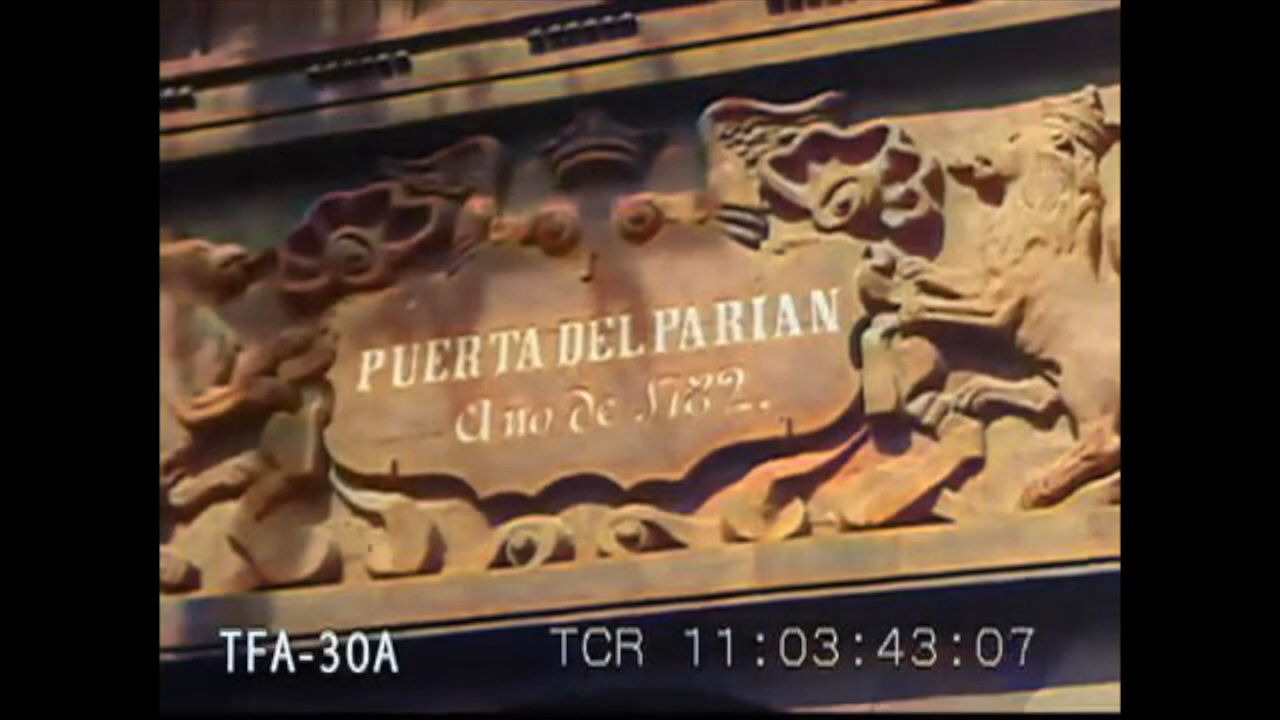 PUERTA DEL PARIAN
Año de 1782.
TFA-30A
TCR 11:03:43:07